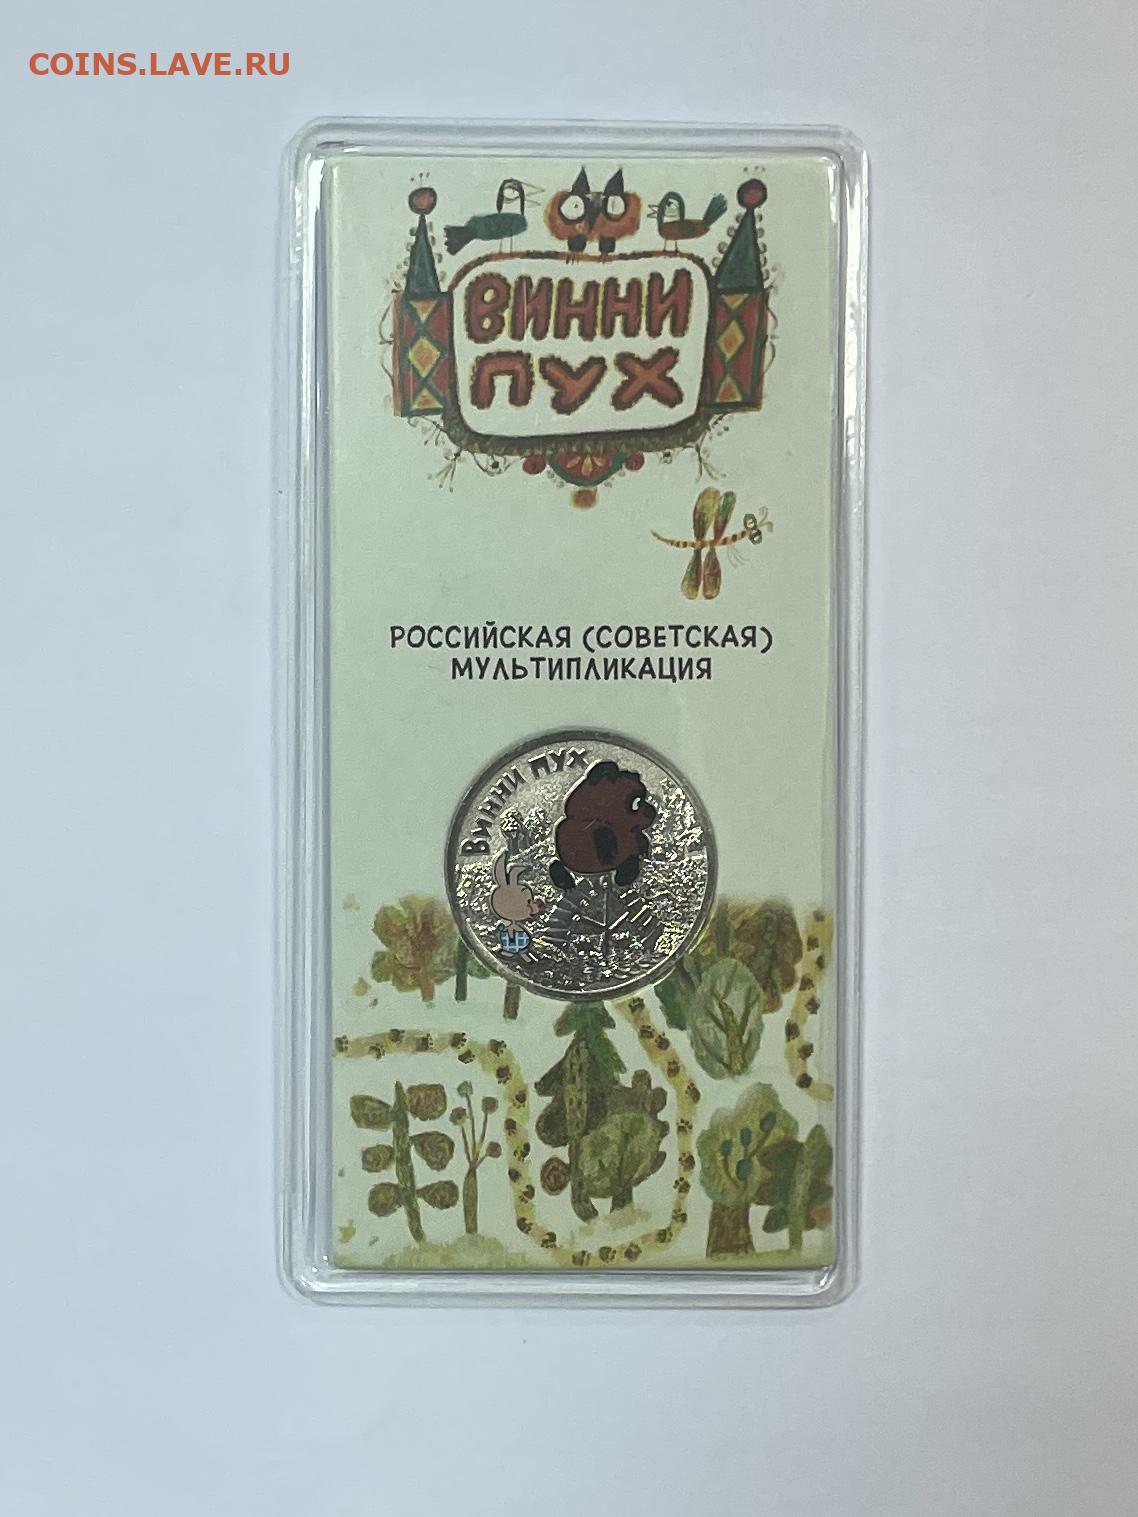 COINS.LAVE.RU
ВИННИ
ПУХ
РОССИЙСКАЯ (СОВЕТСКАЯ)
МУЛЬТИПЛИКАЦИЯ
ВИННИ ПУХ